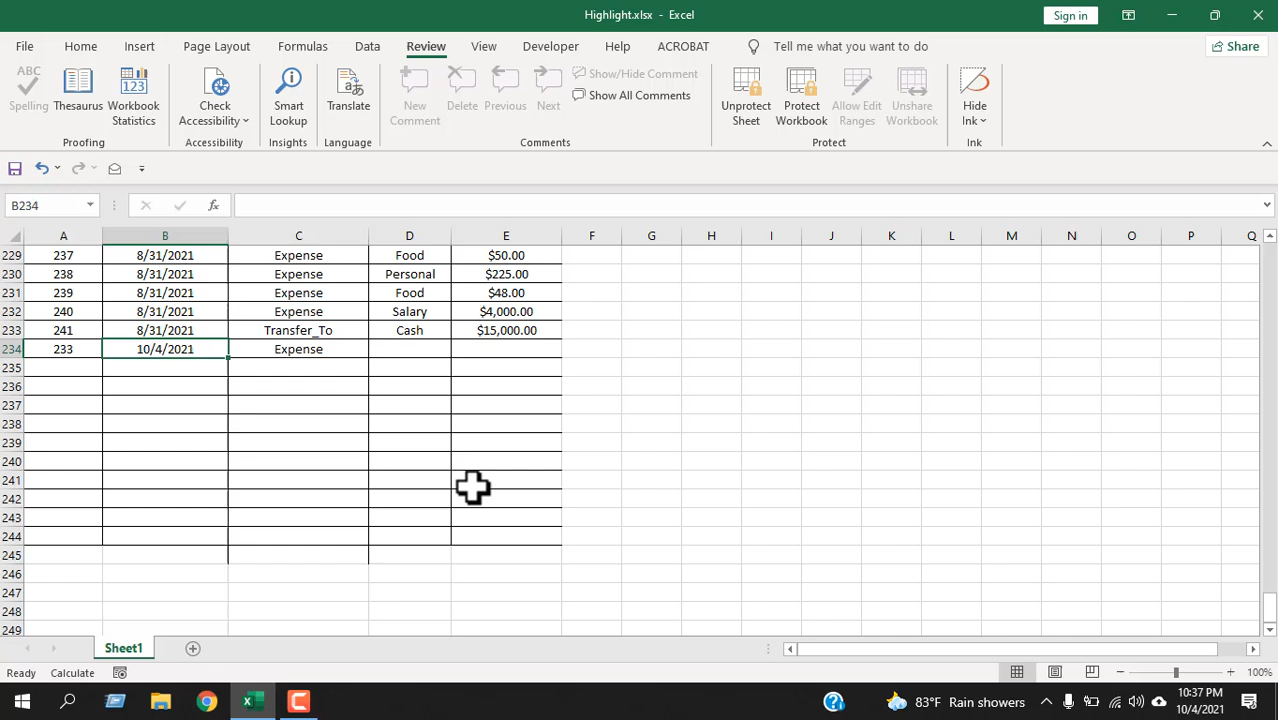 Highlight.xlsx - Excel
Sign in
File Home Insert Page Layout Formulas Data Review View Developer Help ACROBAT Tell me what you want to do Share
ABC
Spelling
Thesaurus
123
Workbook Statistics
Check Accessibility
Smart Lookup
Translate
New Comment
Delete
Previous
Next
Show/Hide Comment
Show All Comments
Unprotect Sheet
Protect Workbook
Allow Edit Ranges
Unshare Workbook
Hide Ink
Proofing Accessibility Insights Language Comments Protect Ink
B234 fx
A B C D E F G H I J K L M N O P Q
229 237 8/31/2021 Expense Food $50.00
230 238 8/31/2021 Expense Personal $225.00
231 239 8/31/2021 Expense Food $48.00
232 240 8/31/2021 Expense Salary $4,000.00
233 241 8/31/2021 Transfer_To Cash $15,000.00
234 233 10/4/2021 Expense
235
236
237
238
239
240
241
242
243
244
245
246
247
248
249
Sheet1
Ready Calculate 100%
83°F Rain showers
10:37 PM
10/4/2021